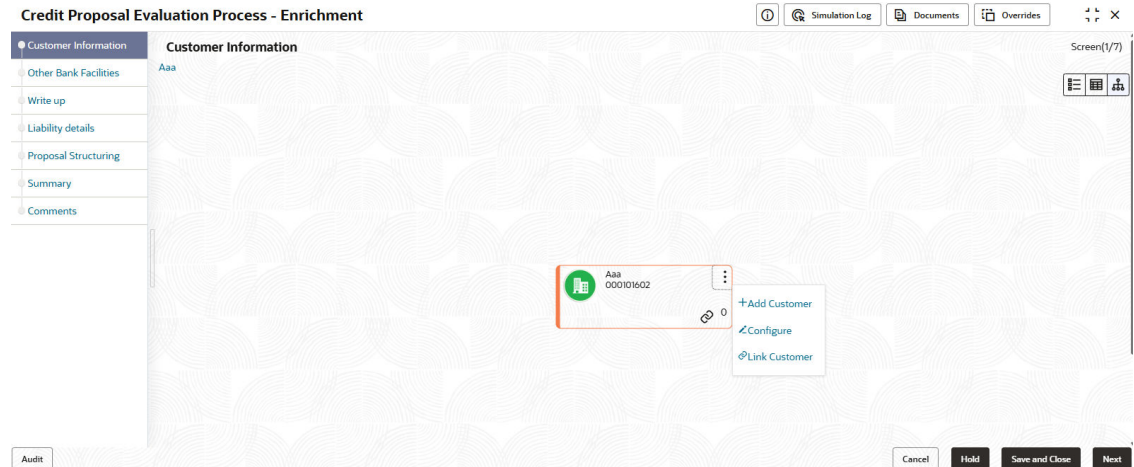 Credit Proposal Evaluation Process - Enrichment
Simulation Log
Documents
Overrides
Customer Information
Other Bank Facilities
Write up
Liability details
Proposal Structuring
Summary
Comments
Customer Information
Screen(1/7)
Aaa
Aaa
000101602
0
+Add Customer
Configure
Link Customer
Audit
Cancel
Hold
Save and Close
Next